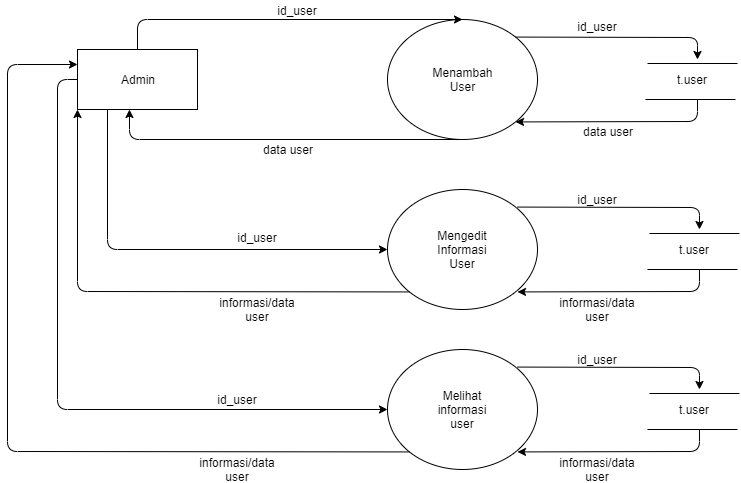 id_user
id_user
Admin
Menambah
User
t.user
data user
data user
id_user
id_user
Mengedit
Informasi
User
t.user
informasi/data
user
informasi/data
user
id_user
id_user
Melihat
informasi
user
t.user
informasi/data
user
informasi/data
user